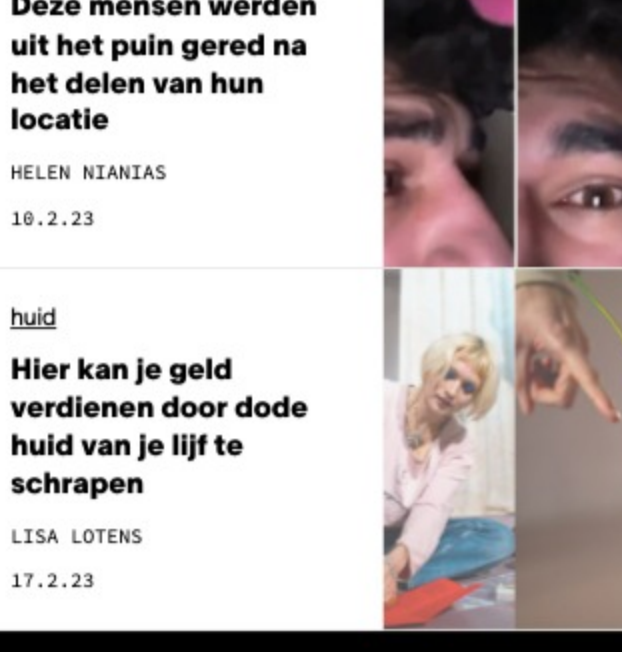 Deze mensen werden
uit het puin gered na
het delen van hun
locatie
HELEN NIANIAS
10.2.23
huid
Hier kan je geld
verdienen door dode
huid van je lijf te
schrapen
LISA LOTENS
17.2.23